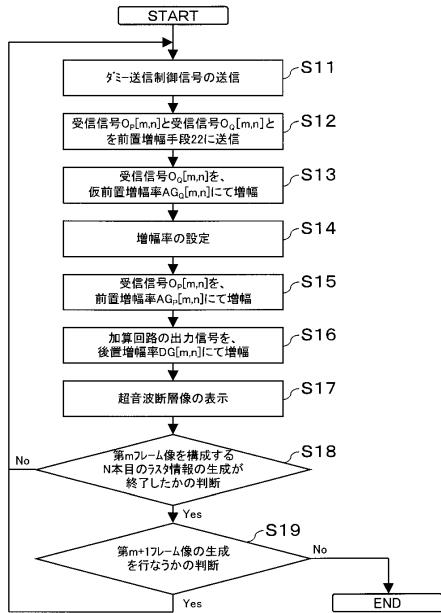 START
ダミー送信制御信号の送信
S11
受信信号OP[m,n]と受信信号OQ[m,n]と
を前置増幅手段22に送信
S12
受信信号OQ[m,n]を、
仮前置増幅率AGQ[m,n]にて増幅
S13
増幅率の設定
S14
受信信号OP[m,n]を、
前置増幅率AGP[m,n]にて増幅
S15
加算回路の出力信号を、
後置増幅率DG[m,n]にて増幅
S16
超音波断層像の表示
S17
第mフレーム像を構成する
N本目のラスタ情報の生成が
終了したかの判断
S18
No
Yes
第m+1フレーム像の生成
を行なうかの判断
S19
No
Yes
END